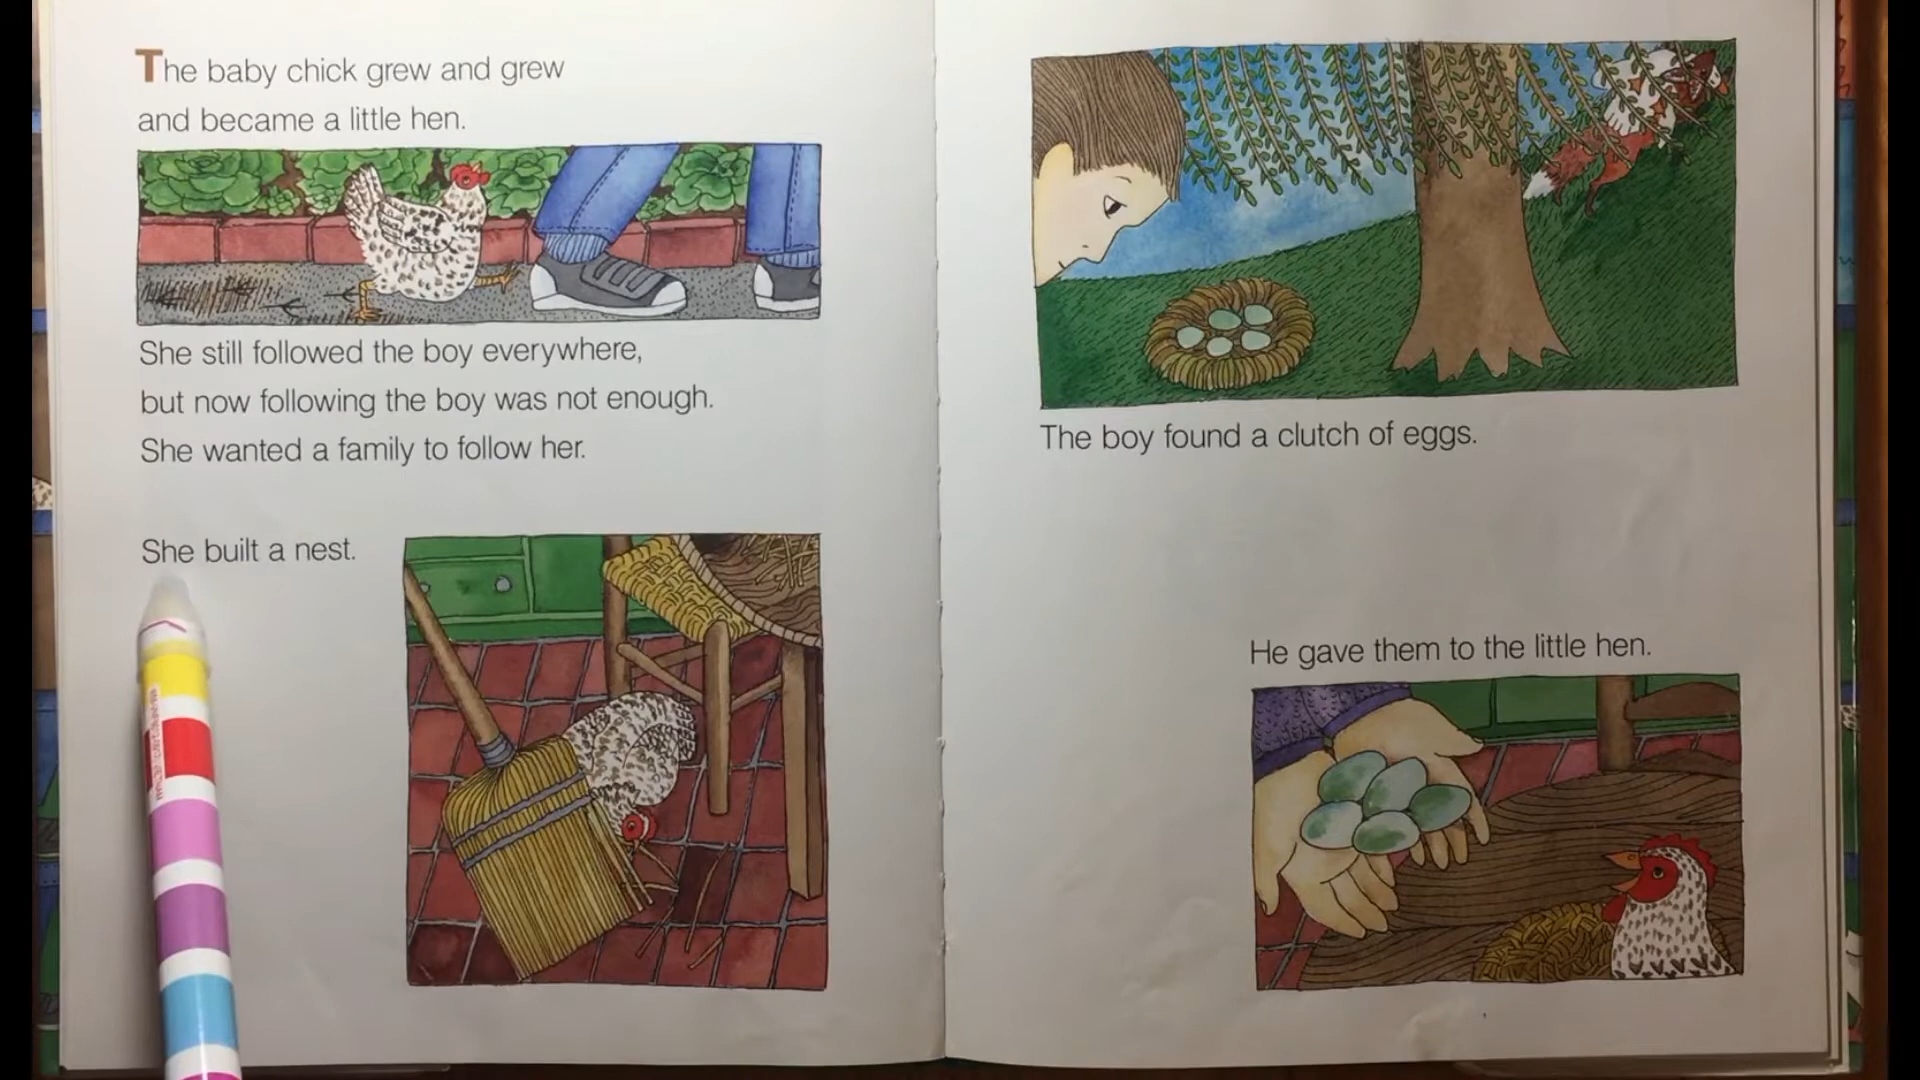 The baby chick grew and grew
and became a little hen.
She still followed the boy everywhere,
but now following the boy was not enough.
She wanted a family to follow her.
She built a nest.
The boy found a clutch of eggs.
He gave them to the little hen.